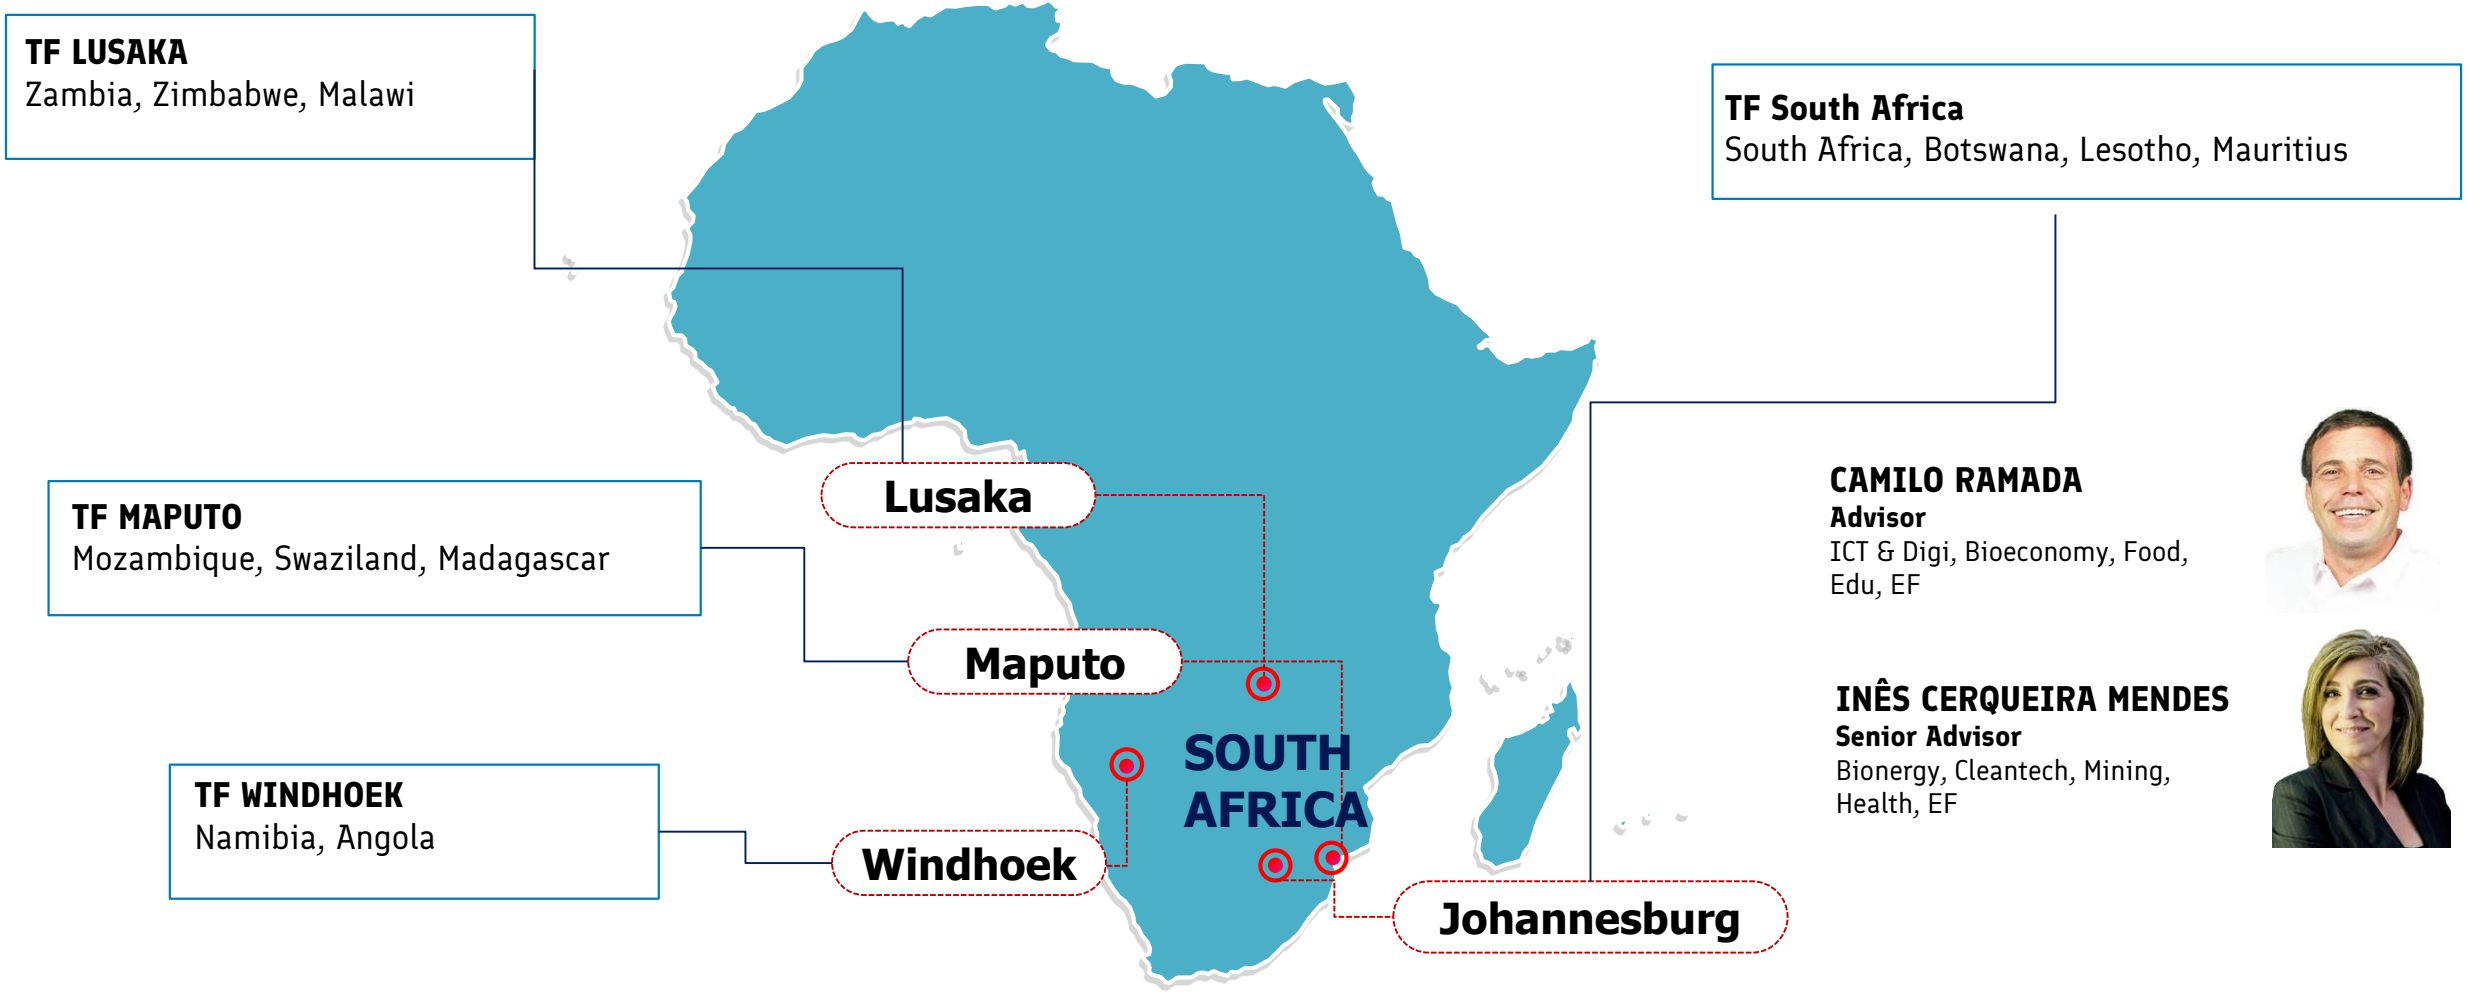 TF LUSAKA
Zambia, Zimbabwe, Malawi
TF South Africa
South Africa, Botswana, Lesotho, Mauritius
CAMILO RAMADA
Advisor
ICT & Digi, Bioeconomy, Food,
Edu, EF
Lusaka
TF MAPUTO
Mozambique, Swaziland, Madagascar
Maputo
INÊS CERQUEIRA MENDES
Senior Advisor
Bionergy, Cleantech, Mining,
Health, EF
SOUTH
AFRICA
TF WINDHOEK
Namibia, Angola
Windhoek
Johannesburg